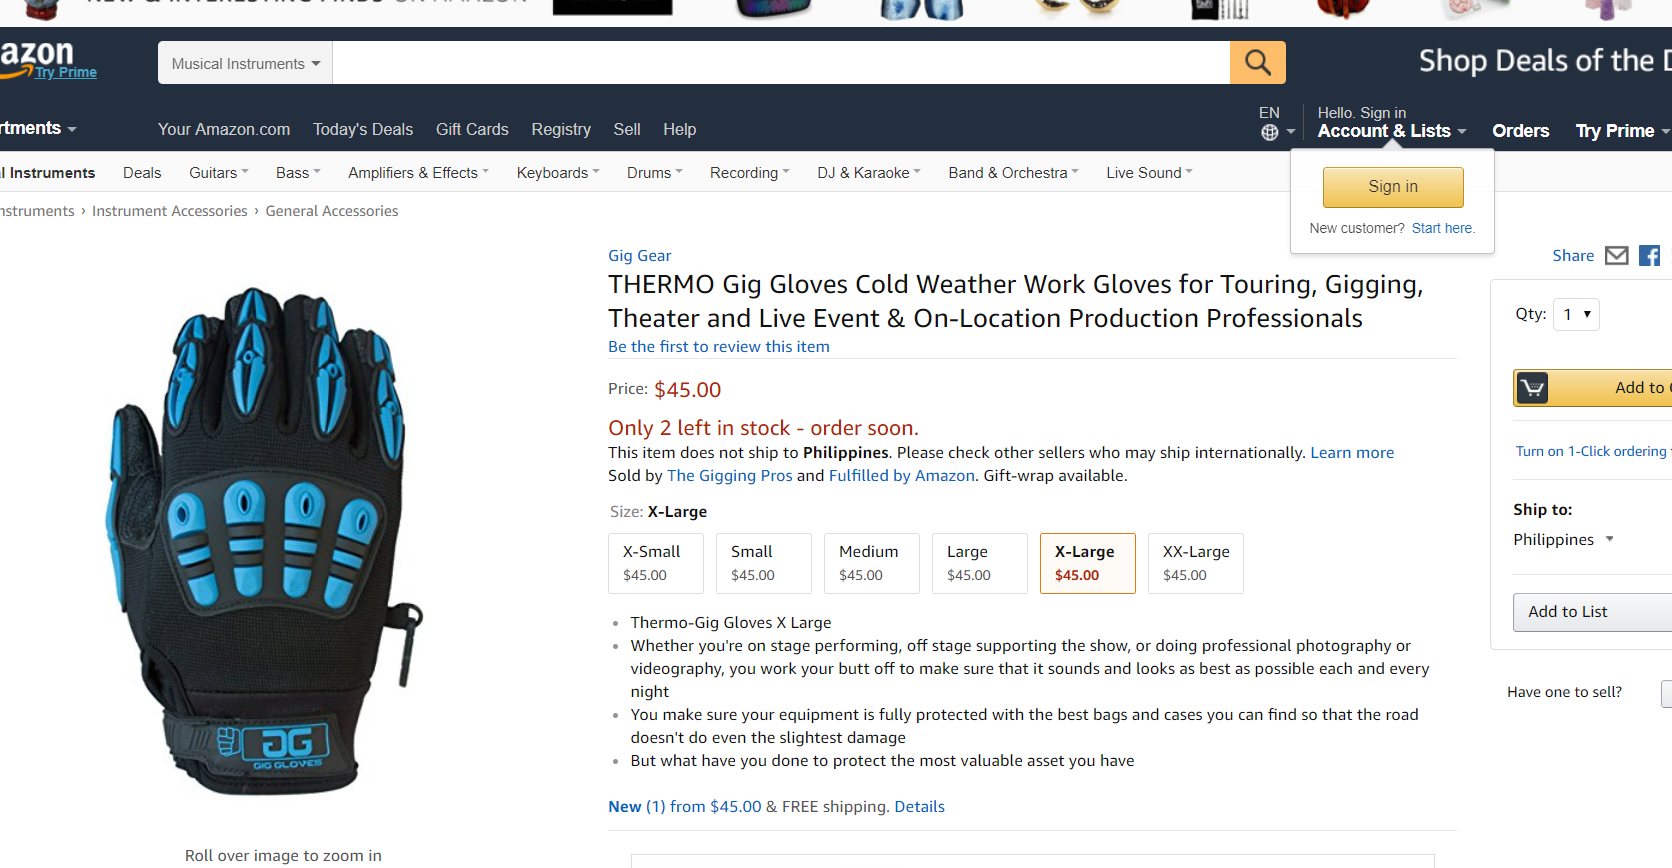 NEW & INTERESTING FINDS ON AMAZON
azon
Try Prime
Musical Instruments
Shop Deals of the D
rtments
Your Amazon.com Today's Deals Gift Cards Registry Sell Help
EN
Hello. Sign in
Account & Lists
Orders
Try Prime
l Instruments Deals Guitars Bass Amplifiers & Effects Keyboards Drums Recording DJ & Karaoke Band & Orchestra Live Sound
Sign in
New customer? Start here.
nstruments › Instrument Accessories › General Accessories
Share
Gig Gear
THERMO Gig Gloves Cold Weather Work Gloves for Touring, Gigging,
Theater and Live Event & On-Location Production Professionals
Be the first to review this item
Price: $45.00
Only 2 left in stock - order soon.
This item does not ship to Philippines. Please check other sellers who may ship internationally. Learn more
Sold by The Gigging Pros and Fulfilled by Amazon. Gift-wrap available.
Size: X-Large
X-Small Small Medium Large X-Large XX-Large
$45.00 $45.00 $45.00 $45.00 $45.00 $45.00
• Thermo-Gig Gloves X Large
• Whether you're on stage performing, off stage supporting the show, or doing professional photography or
videography, you work your butt off to make sure that it sounds and looks as best as possible each and every
night
• You make sure your equipment is fully protected with the best bags and cases you can find so that the road
doesn't do even the slightest damage
• But what have you done to protect the most valuable asset you have
New (1) from $45.00 & FREE shipping. Details
GG
GIG GLOVES
Roll over image to zoom in
Qty: 1
Add to
Turn on 1-Click ordering
Ship to:
Philippines
Add to List
Have one to sell?